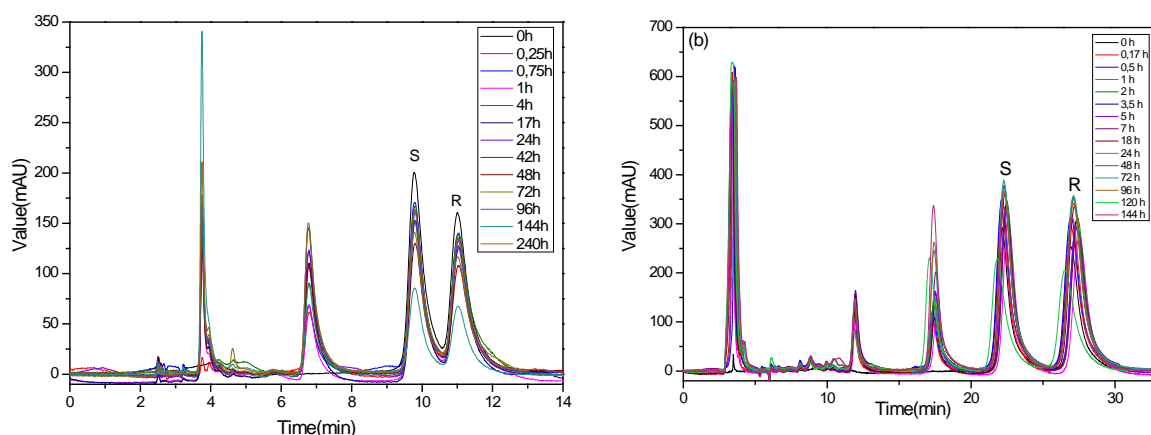 350
300
250
200
150
100
50
0
Value(mAU)
0 2 4 6 8 10 12 14
Time(min)
S
R
0h
0,25h
0,75h
1h
4h
17h
24h
42h
48h
72h
96h
144h
240h
(b)
700
600
500
400
300
200
100
0
Value(mAU)
0 10 20 30
Time(min)
S
R
0 h
0,17 h
0,5 h
1 h
2 h
3,5 h
5 h
7 h
18 h
24 h
48 h
72 h
96 h
120 h
144 h